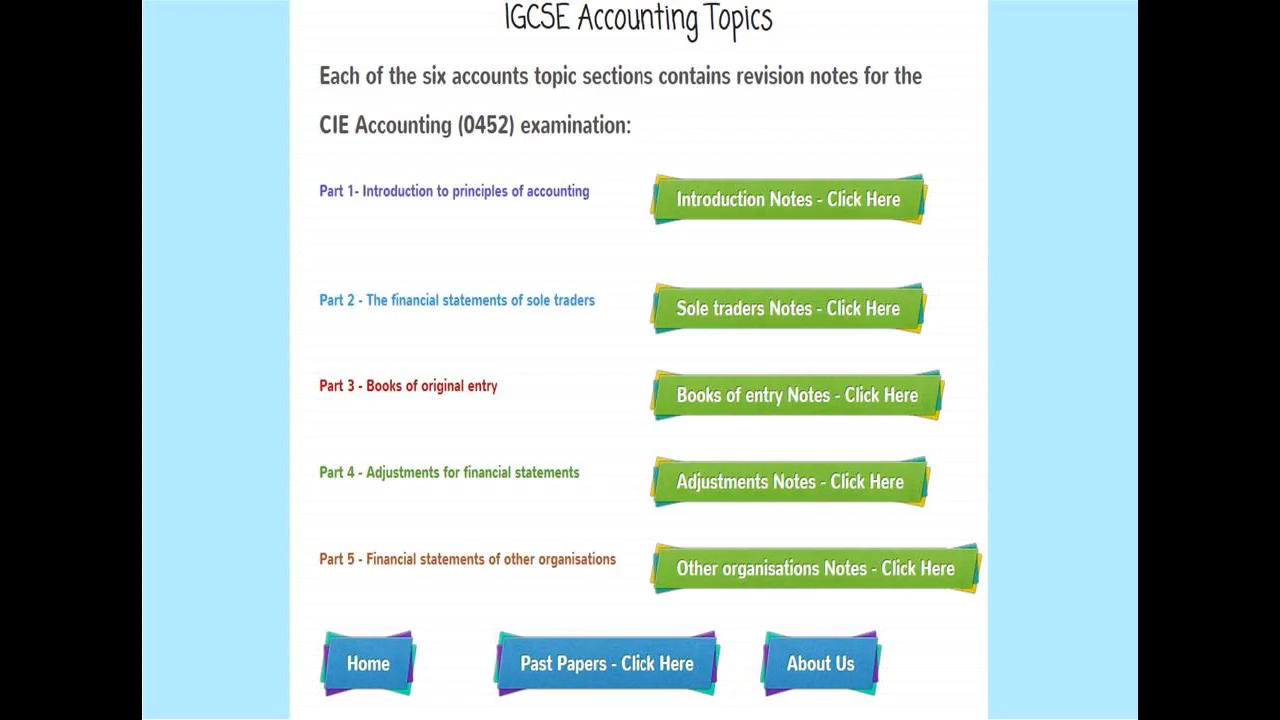 IGCSE Accounting Topics
Each of the six accounts topic sections contains revision notes for the
CIE Accounting (0452) examination:
Part 1- Introduction to principles of accounting
Introduction Notes - Click Here
Part 2 - The financial statements of sole traders
Sole traders Notes - Click Here
Part 3 - Books of original entry
Books of entry Notes - Click Here
Part 4 - Adjustments for financial statements
Adjustments Notes - Click Here
Part 5 - Financial statements of other organisations
Other organisations Notes - Click Here
Home
Past Papers - Click Here
About Us